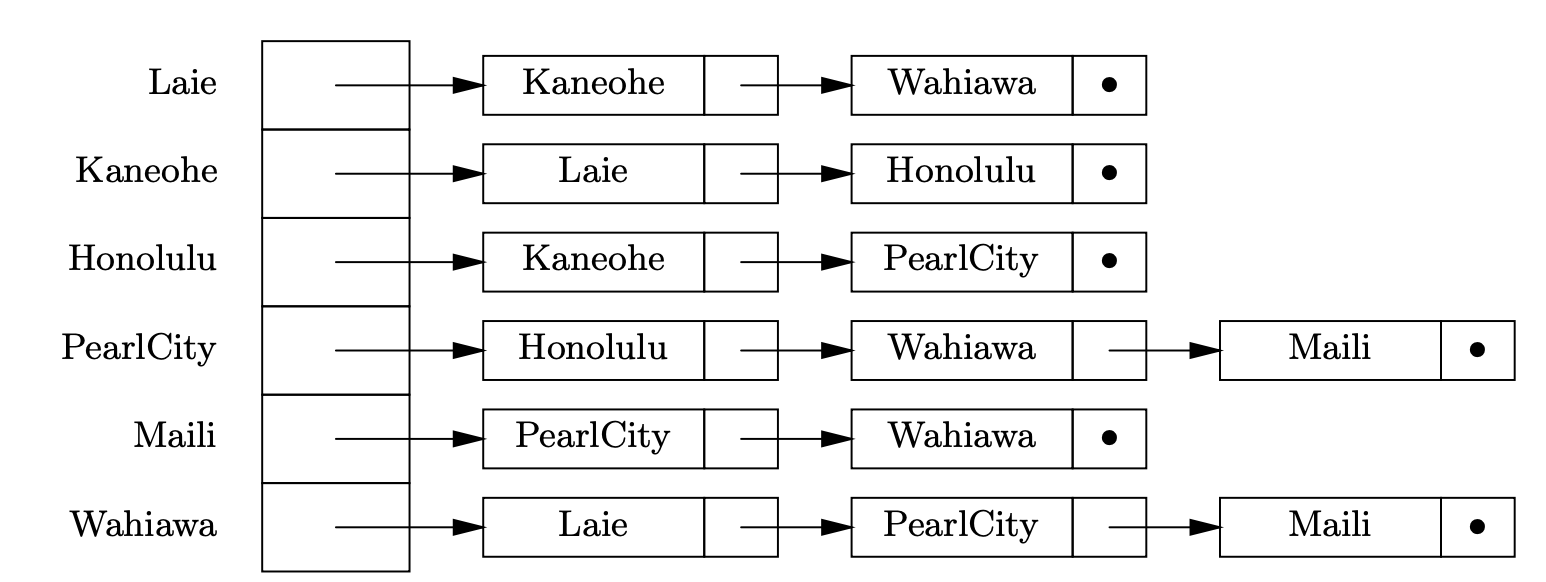 Laie Kaneohe Wahiawa
Kaneohe Laie Honolulu
Honolulu Kaneohe PearlCity
PearlCity Honolulu Wahiawa Maili
Maili PearlCity Wahiawa
Wahiawa Laie PearlCity Maili